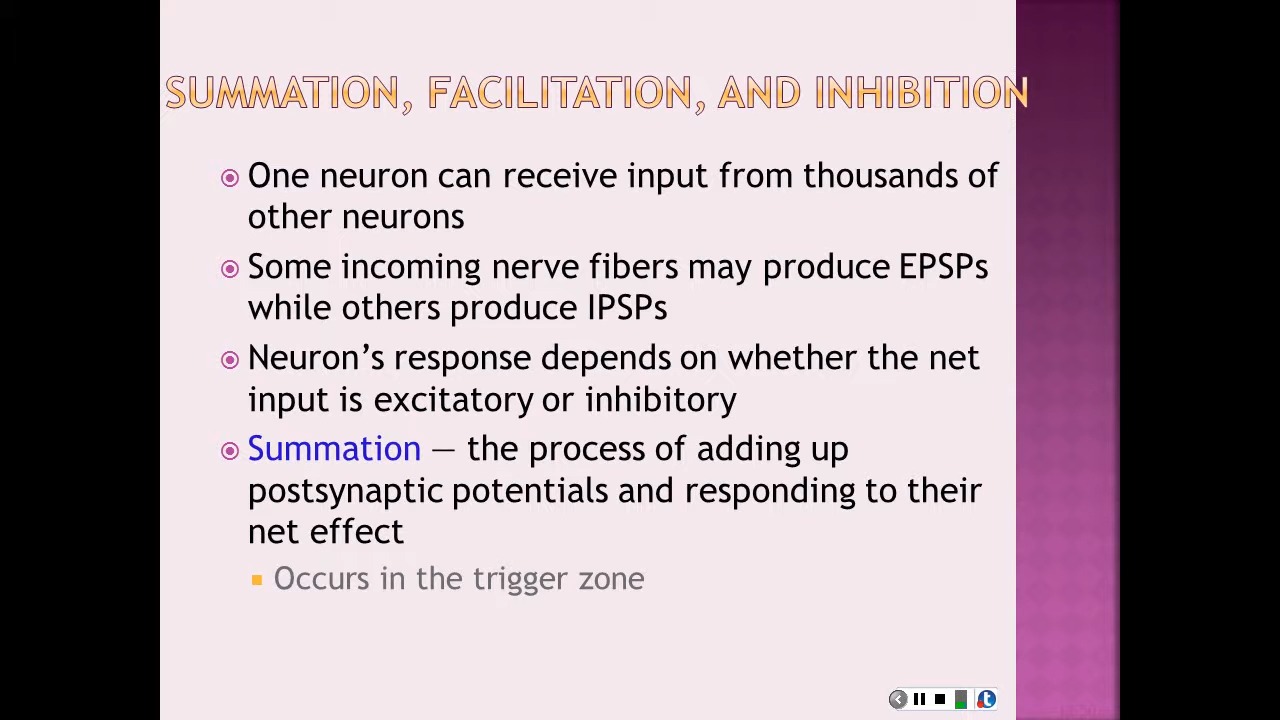 SUMMATION, FACILITATION, AND INHIBITION
One neuron can receive input from thousands of
other neurons
Some incoming nerve fibers may produce EPSPs
while others produce IPSPs
Neuron’s response depends on whether the net
input is excitatory or inhibitory
Summation — the process of adding up
postsynaptic potentials and responding to their
net effect
Occurs in the trigger zone
t